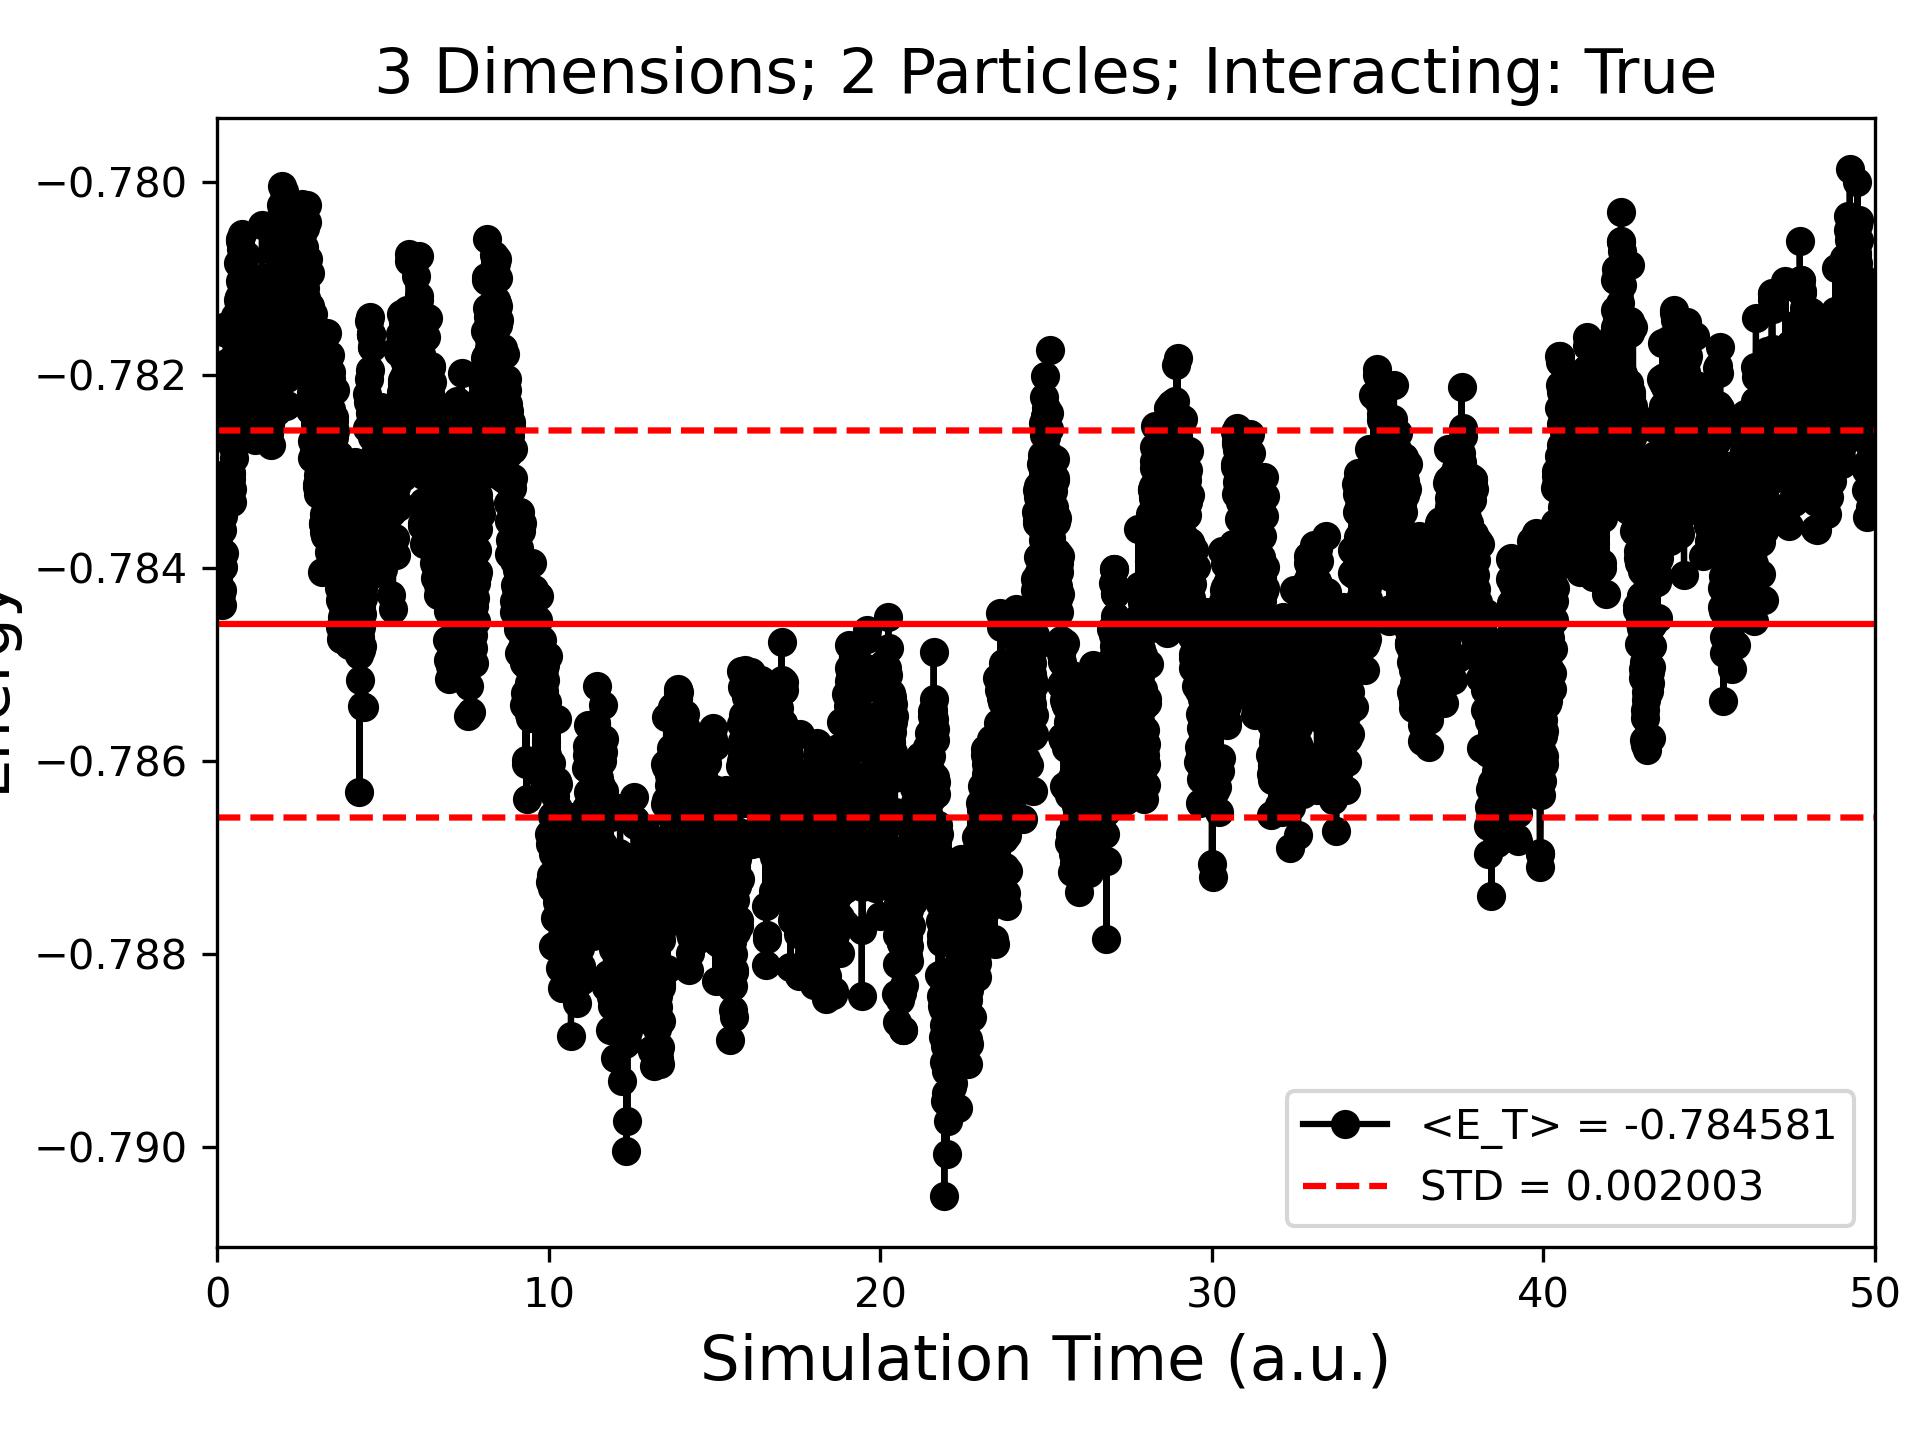 3 Dimensions; 2 Particles; Interacting: True
Energy
−0.780
−0.782
−0.784
−0.786
−0.788
−0.790
<E_T> = -0.784581
STD = 0.002003
0 10 20 30 40 50
Simulation Time (a.u.)